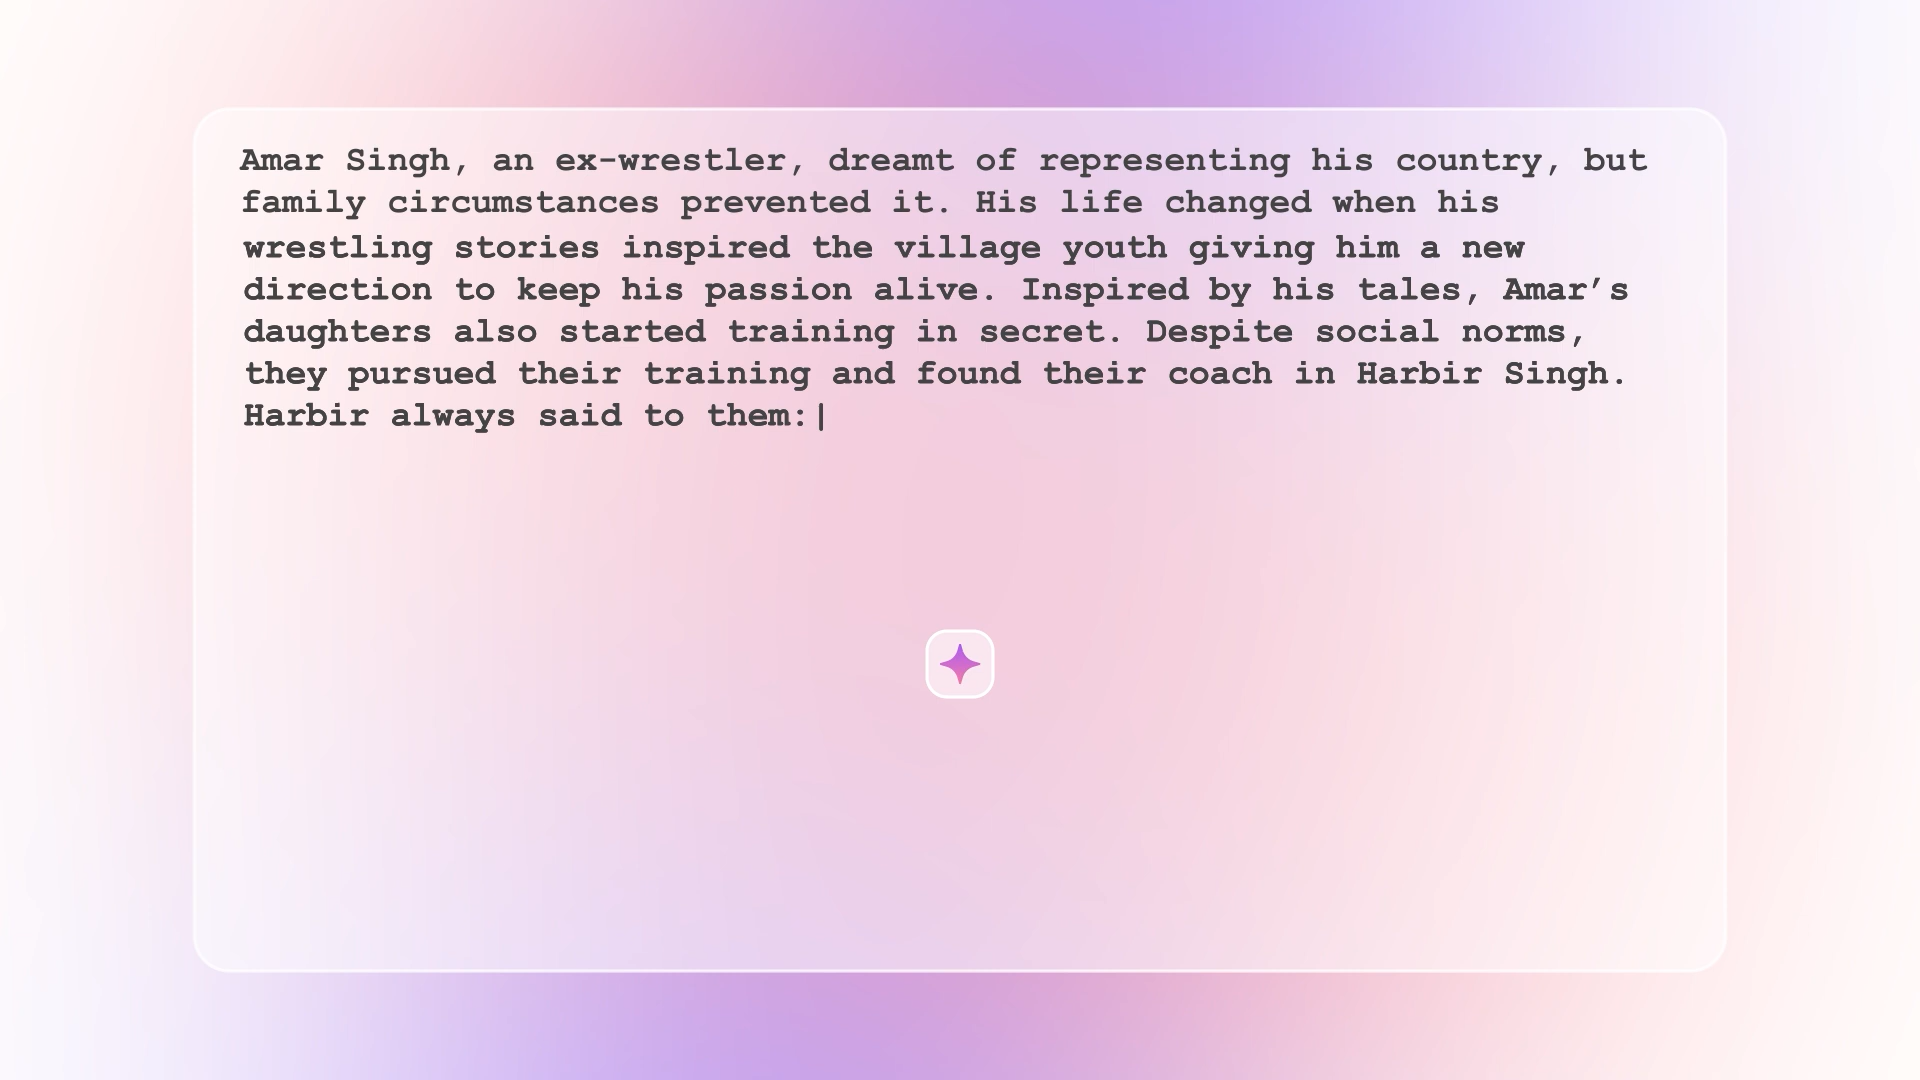 Amar Singh, an ex-wrestler, dreamt of representing his country, but
family circumstances prevented it. His life changed when his
wrestling stories inspired the village youth giving him a new
direction to keep his passion alive. Inspired by his tales, Amar’s
daughters also started training in secret. Despite social norms,
they pursued their training and found their coach in Harbir Singh.
Harbir always said to them:|